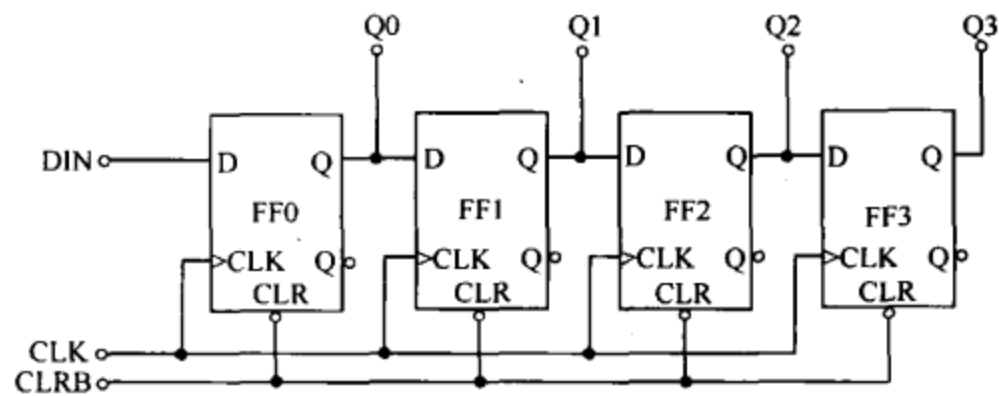 Q0 Q1 Q2 Q3
DIN D Q D Q D Q D Q
FF0 FF1 FF2 FF3
CLK Q CLK Q CLK Q CLK Q
CLR CLR CLR CLR
CLK
CLRB